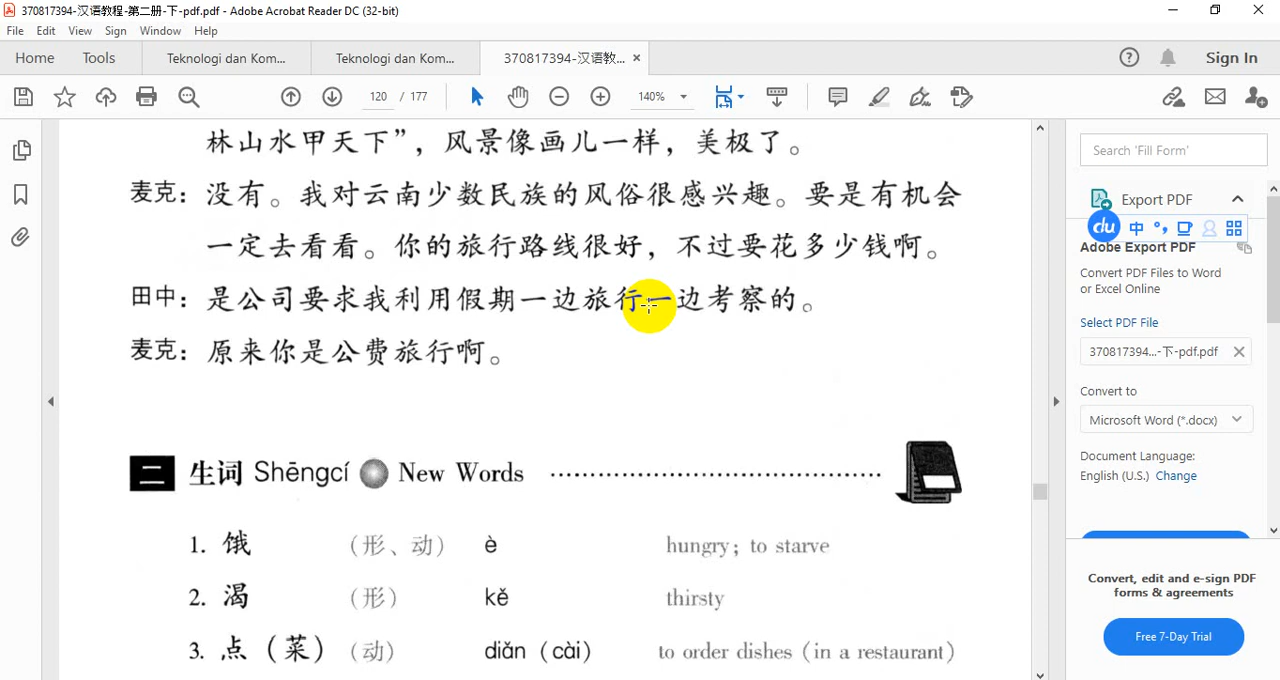 370817394-汉语教程-第二册-下-pdf.pdf - Adobe Acrobat Reader DC (32-bit)
File Edit View Sign Window Help
Home Tools Teknologi dan Kom... Teknologi dan Kom... 370817394-汉语教... × Sign In
120 / 177 140%
林山水甲天下”，风景像画儿一样，美极了。
麦克：没有。我对云南少数民族的风俗很感兴趣。要是有机会
一定去看看。你的旅行路线很好，不过要花多少钱啊。
田中：是公司要求我利用假期一边旅行一边考察的。
麦克：原来你是公费旅行啊。
二 生词 Shēngcí New Words
1. 饿 （形、动） è hungry; to starve
2. 渴 （形） kě thirsty
3. 点（菜） （动） diǎn (cài) to order dishes (in a restaurant)
Search 'Fill Form'
Export PDF
du 中 °,
Adobe Export PDF
Convert PDF Files to Word
or Excel Online
Select PDF File
370817394...-下-pdf.pdf ×
Convert to
Microsoft Word (*.docx)
Document Language:
English (U.S.) Change
Convert, edit and e-sign PDF
forms & agreements
Free 7-Day Trial